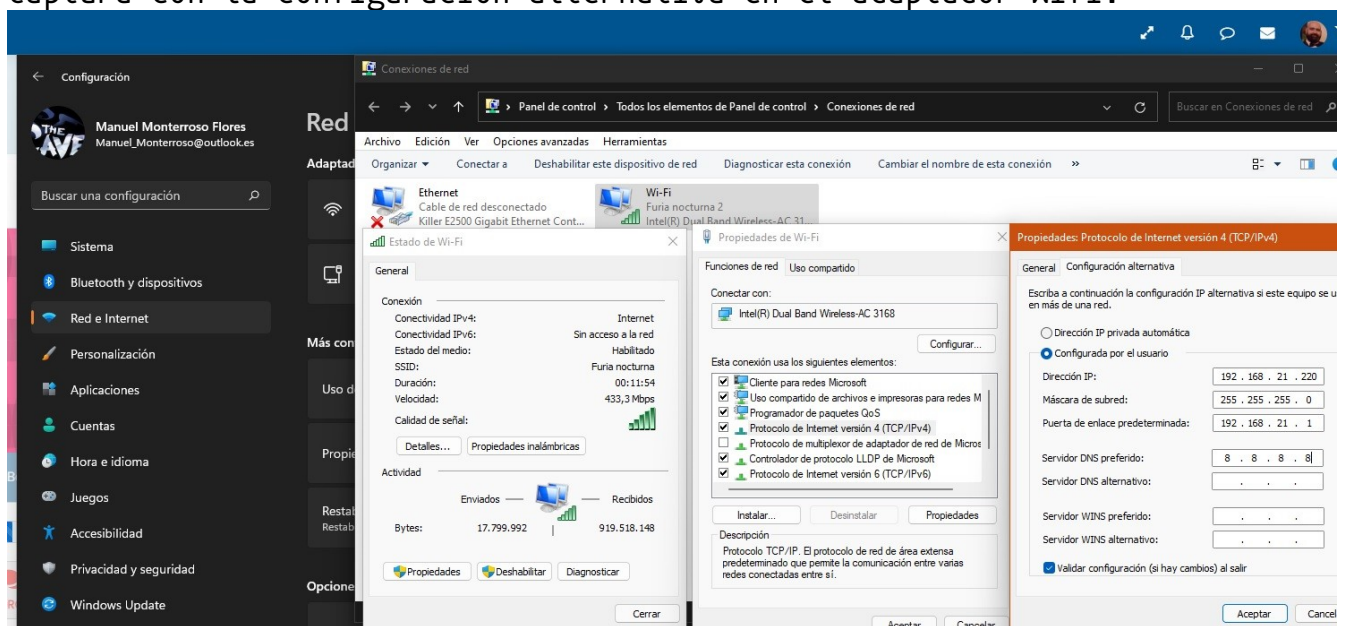 captura con la configuración alternativa en el adaptador WiFi.
Configuración
Manuel Monterroso Flores
Manuel_Monterroso@outlook.es
Buscar una configuración
Sistema
Bluetooth y dispositivos
Red e Internet
Personalización
Aplicaciones
Cuentas
Hora e idioma
Juegos
Accesibilidad
Privacidad y seguridad
Windows Update
THE
AVF
Red
Adaptad
Más con
Uso d
Propie
Restab
Restab
Opcione
Conexiones de red
Panel de control › Todos los elementos de Panel de control › Conexiones de red
Buscar en Conexiones de red
Archivo Edición Ver Opciones avanzadas Herramientas
Organizar Conectar a Deshabilitar este dispositivo de red Diagnosticar esta conexión Cambiar el nombre de esta conexión »
Ethernet
Cable de red desconectado
Killer E2500 Gigabit Ethernet Cont...
Wi-Fi
Furia nocturna 2
Intel(R) Dual Band Wireless-AC 31...
Estado de Wi-Fi
General
Conexión
Conectividad IPv4: Internet
Conectividad IPv6: Sin acceso a la red
Estado del medio: Habilitado
SSID: Furia nocturna
Duración: 00:11:54
Velocidad: 433,3 Mbps
Calidad de señal:
Detalles... Propiedades inalámbricas
Actividad
Enviados — — Recibidos
Bytes: 17.799.992 | 919.518.148
Propiedades Deshabilitar Diagnosticar
Cerrar
Propiedades de Wi-Fi
Funciones de red Uso compartido
Conectar con:
Intel(R) Dual Band Wireless-AC 3168
Configurar...
Esta conexión usa los siguientes elementos:
Cliente para redes Microsoft
Uso compartido de archivos e impresoras para redes M
Programador de paquetes QoS
Protocolo de Internet versión 4 (TCP/IPv4)
Protocolo de multiplexor de adaptador de red de Micros
Controlador de protocolo LLDP de Microsoft
Protocolo de Internet versión 6 (TCP/IPv6)
Instalar... Desinstalar Propiedades
Descripción
Protocolo TCP/IP. El protocolo de red de área extensa
predeterminado que permite la comunicación entre varias
redes conectadas entre sí.
Aceptar Cancelar
Propiedades: Protocolo de Internet versión 4 (TCP/IPv4)
General Configuración alternativa
Escriba a continuación la configuración IP alternativa si este equipo se u
en más de una red.
Dirección IP privada automática
Configurada por el usuario
Dirección IP: 192 . 168 . 21 . 220
Máscara de subred: 255 . 255 . 255 . 0
Puerta de enlace predeterminada: 192 . 168 . 21 . 1
Servidor DNS preferido: 8 . 8 . 8 . 8
Servidor DNS alternativo: . . .
Servidor WINS preferido: . . .
Servidor WINS alternativo: . . .
Validar configuración (si hay cambios) al salir
Aceptar Cancel